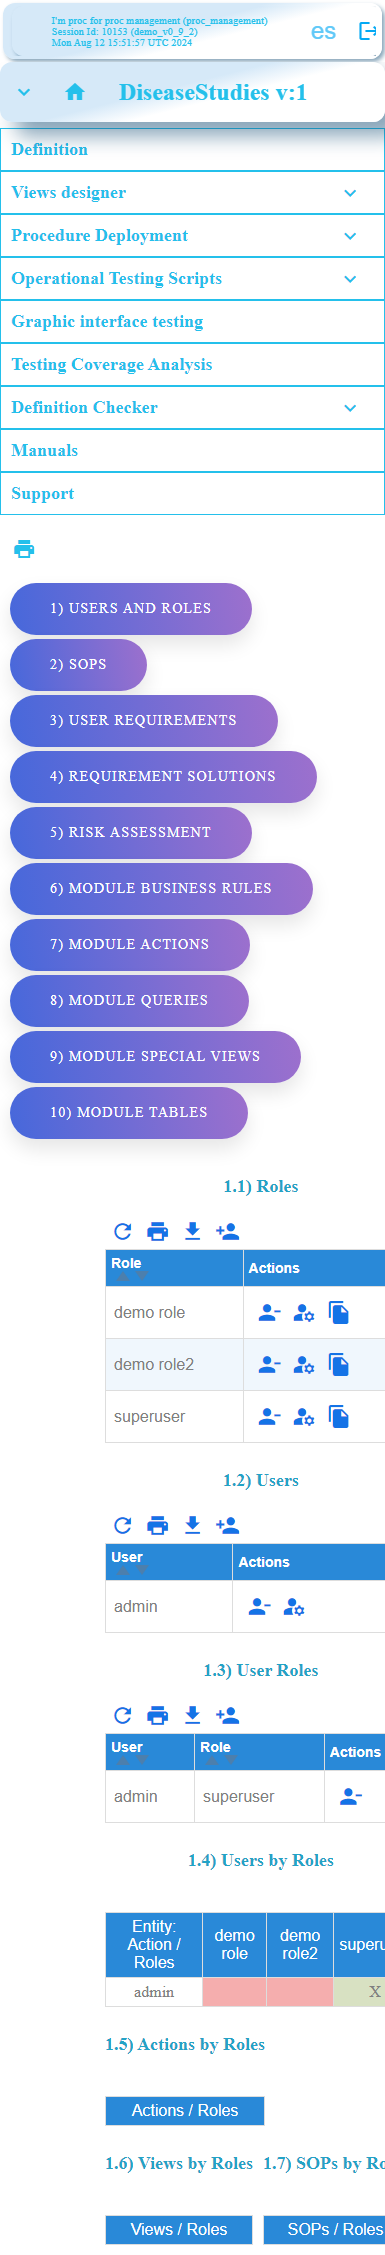 I'm proc for proc management (proc_management)
Session Id: 10153 (demo_v0_9_2)
Mon Aug 12 15:51:57 UTC 2024
es
DiseaseStudies v:1
Definition
Views designer
Procedure Deployment
Operational Testing Scripts
Graphic interface testing
Testing Coverage Analysis
Definition Checker
Manuals
Support
1) USERS AND ROLES
2) SOPS
3) USER REQUIREMENTS
4) REQUIREMENT SOLUTIONS
5) RISK ASSESSMENT
6) MODULE BUSINESS RULES
7) MODULE ACTIONS
8) MODULE QUERIES
9) MODULE SPECIAL VIEWS
10) MODULE TABLES
1.1) Roles
Role Actions
demo role
demo role2
superuser
1.2) Users
User Actions
admin
1.3) User Roles
User Role Actions
admin superuser
1.4) Users by Roles
Entity: Action / Roles demo role demo role2 superu
admin X
1.5) Actions by Roles
Actions / Roles
1.6) Views by Roles 1.7) SOPs by Ro
Views / Roles SOPs / Roles